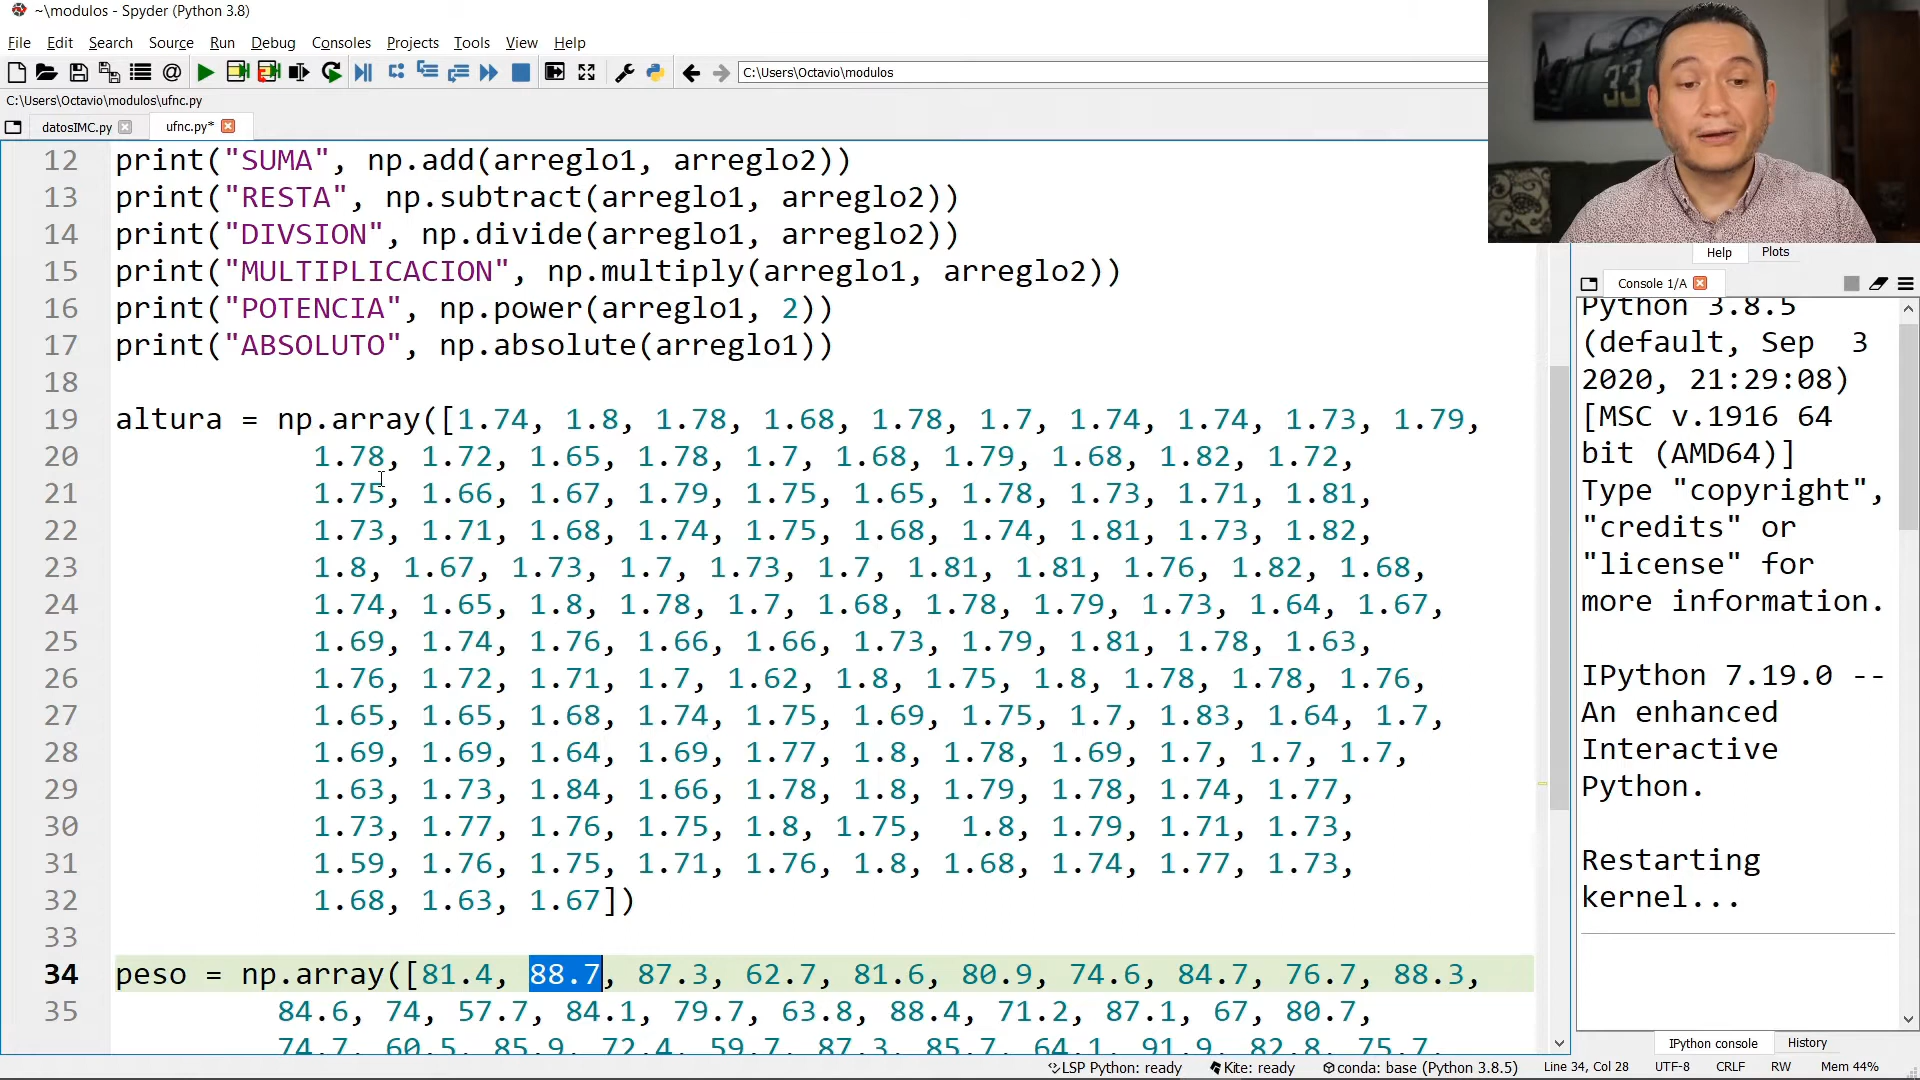 ~\modulos - Spyder (Python 3.8)
File Edit Search Source Run Debug Consoles Projects Tools View Help
C:\Users\Octavio\modulos
C:\Users\Octavio\modulos\ufnc.py
datosIMC.py ufnc.py*
12 print("SUMA", np.add(arreglo1, arreglo2))
13 print("RESTA", np.subtract(arreglo1, arreglo2))
14 print("DIVSION", np.divide(arreglo1, arreglo2))
15 print("MULTIPLICACION", np.multiply(arreglo1, arreglo2))
16 print("POTENCIA", np.power(arreglo1, 2))
17 print("ABSOLUTO", np.absolute(arreglo1))
18
19 altura = np.array([1.74, 1.8, 1.78, 1.68, 1.78, 1.7, 1.74, 1.74, 1.73, 1.79,
20 1.78, 1.72, 1.65, 1.78, 1.7, 1.68, 1.79, 1.68, 1.82, 1.72,
21 1.75, 1.66, 1.67, 1.79, 1.75, 1.65, 1.78, 1.73, 1.71, 1.81,
22 1.73, 1.71, 1.68, 1.74, 1.75, 1.68, 1.74, 1.81, 1.73, 1.82,
23 1.8, 1.67, 1.73, 1.7, 1.73, 1.7, 1.81, 1.81, 1.76, 1.82, 1.68,
24 1.74, 1.65, 1.8, 1.78, 1.7, 1.68, 1.78, 1.79, 1.73, 1.64, 1.67,
25 1.69, 1.74, 1.76, 1.66, 1.66, 1.73, 1.79, 1.81, 1.78, 1.63,
26 1.76, 1.72, 1.71, 1.7, 1.62, 1.8, 1.75, 1.8, 1.78, 1.78, 1.76,
27 1.65, 1.65, 1.68, 1.74, 1.75, 1.69, 1.75, 1.7, 1.83, 1.64, 1.7,
28 1.69, 1.69, 1.64, 1.69, 1.77, 1.8, 1.78, 1.69, 1.7, 1.7, 1.7,
29 1.63, 1.73, 1.84, 1.66, 1.78, 1.8, 1.79, 1.78, 1.74, 1.77,
30 1.73, 1.77, 1.76, 1.75, 1.8, 1.75, 1.8, 1.79, 1.71, 1.73,
31 1.59, 1.76, 1.75, 1.71, 1.76, 1.8, 1.68, 1.74, 1.77, 1.73,
32 1.68, 1.63, 1.67])
33
34 peso = np.array([81.4, 88.7, 87.3, 62.7, 81.6, 80.9, 74.6, 84.7, 76.7, 88.3,
35 84.6, 74, 57.7, 84.1, 79.7, 63.8, 88.4, 71.2, 87.1, 67, 80.7,
74.7, 60.5, 85.9, 72.4, 59.7, 87.3, 85.7, 64.1, 91.9, 82.8, 75.7,
33
Help Plots
Console 1/A
Python 3.8.5
(default, Sep 3
2020, 21:29:08)
[MSC v.1916 64
bit (AMD64)]
Type "copyright",
"credits" or
"license" for
more information.
IPython 7.19.0 --
An enhanced
Interactive
Python.
Restarting
kernel...
IPython console History
LSP Python: ready Kite: ready conda: base (Python 3.8.5) Line 34, Col 28 UTF-8 CRLF RW Mem 44%